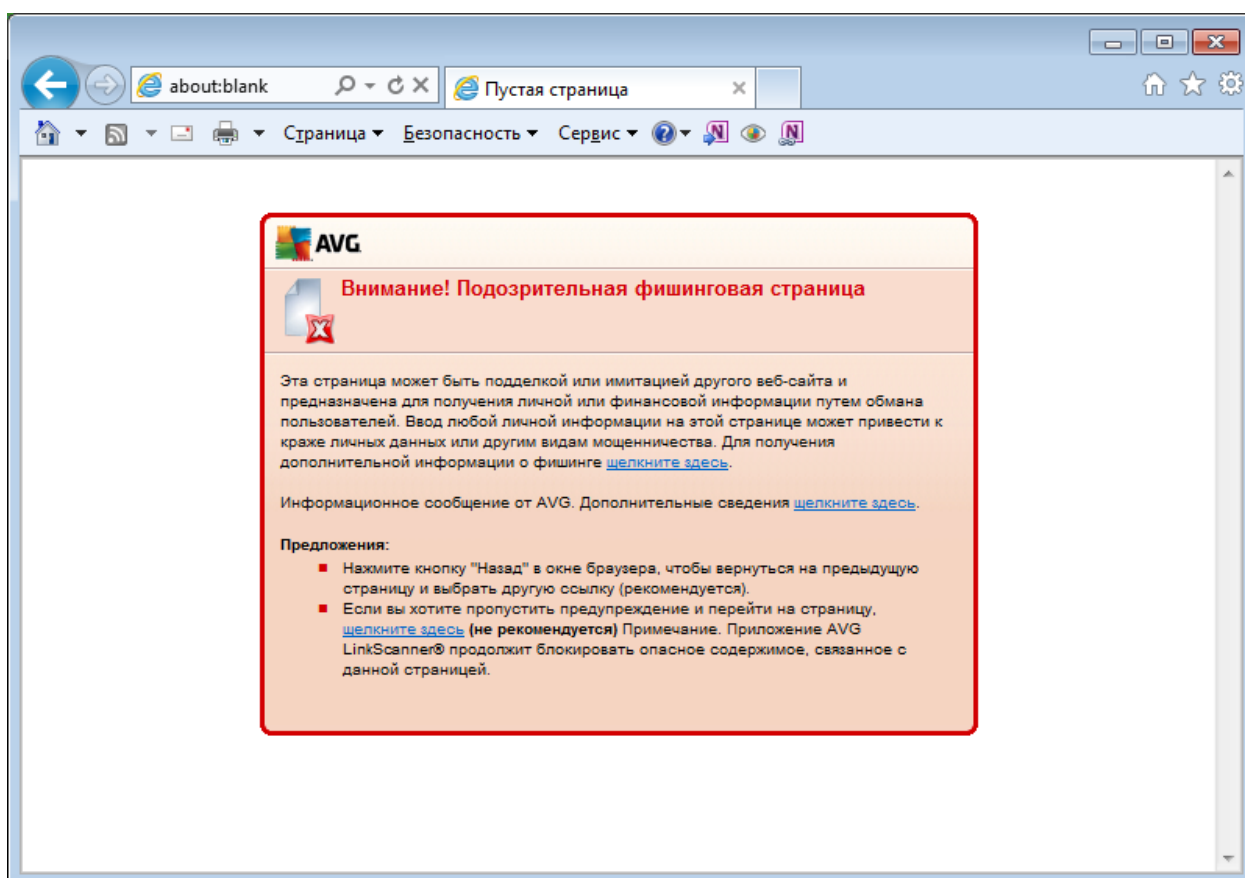 about:blank
Пустая страница
Страница Безопасность Сервис
AVG
Внимание! Подозрительная фишинговая страница
Эта страница может быть подделкой или имитацией другого веб-сайта и
предназначена для получения личной или финансовой информации путем обмана
пользователей. Ввод любой личной информации на этой странице может привести к
краже личных данных или другим видам мошенничества. Для получения
дополнительной информации о фишинге щелкните здесь.
Информационное сообщение от AVG. Дополнительные сведения щелкните здесь.
Предложения:
Нажмите кнопку "Назад" в окне браузера, чтобы вернуться на предыдущую
страницу и выбрать другую ссылку (рекомендуется).
Если вы хотите пропустить предупреждение и перейти на страницу,
щелкните здесь (не рекомендуется) Примечание. Приложение AVG
LinkScanner® продолжит блокировать опасное содержимое, связанное с
данной страницей.